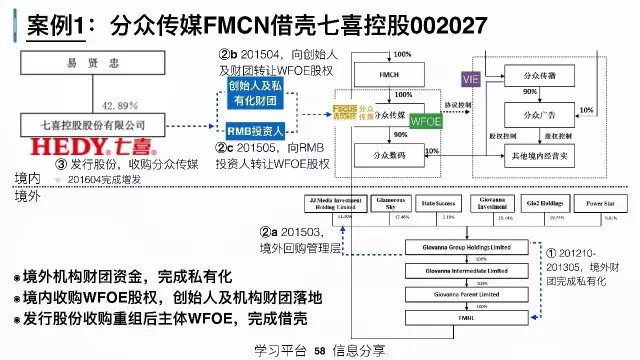 案例1：分众传媒FMCN借壳七喜控股002027
易 贤 忠
42.89%
七喜控股股份有限公司
HEDY 七喜
③ 发行股份，收购分众传媒
201604完成增发
②b 201504，向创始人
及财团转让WFOE股权
创始人及私
有化财团
RMB投资人
②c 201505，向RMB
投资人转让WFOE股权
100%
FMCH
100%
FOCUS MEDIA 分众传媒
分众传媒
WFOE
90%
分众数码
10%
协议控制
VIE
分众传播
90%
分众广告
10%
股权控制
股权控制
其他境内经营实
境内
境外
JJ Media Investment
Holding Limited
Glamorous
Sky
State Success
Giovanna
Investment
Gio2 Holdings
Power Star
17.46%
②a 201503，
境外回购管理层
Giovanna Group Holdings Limited
100%
Giovanna Intermediate Limited
100%
Giovanna Parent Limited
100%
FMHL
① 201210-
201305，境外财
团完成私有化
境外机构财团资金，完成私有化
境内收购WFOE股权，创始人及机构财团落地
发行股份收购重组后主体WFOE，完成借壳
学习平台 58 信息分享